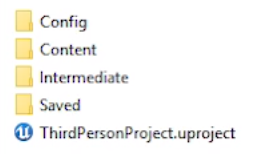 Config
Content
Intermediate
Saved
ThirdPersonProject.uproject